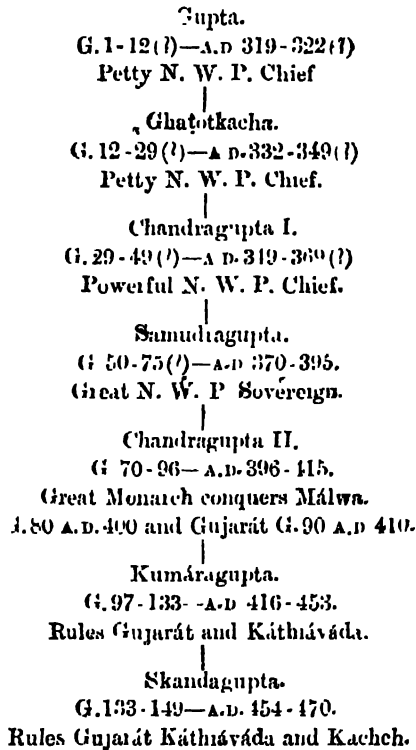 Gupta.
G. 1-12(?)—A.D 319-322(?)
Petty N. W. P. Chief
Ghaṭotkacha.
G. 12-29(?)—A D. 332-349(?)
Petty N. W. P. Chief.
Chandragupta I.
G. 29-49(?)—A D. 349-369(?)
Powerful N. W. P. Chief.
Samudragupta.
G 50-75(?)—A.D 370-395.
Great N. W. P Sovereign.
Chandragupta II.
G 70-96—A.D. 396-415.
Great Monarch conquers Málwa.
G. 80 A.D. 400 and Gujarát G. 90 A.D 410.
Kumáragupta.
G. 97-133--A.D 416-453.
Rules Gujarát and Káthiáváḍa.
Skandagupta.
G. 133-149—A.D. 454-470.
Rules Gujarát Káthiáváḍa and Kachch.